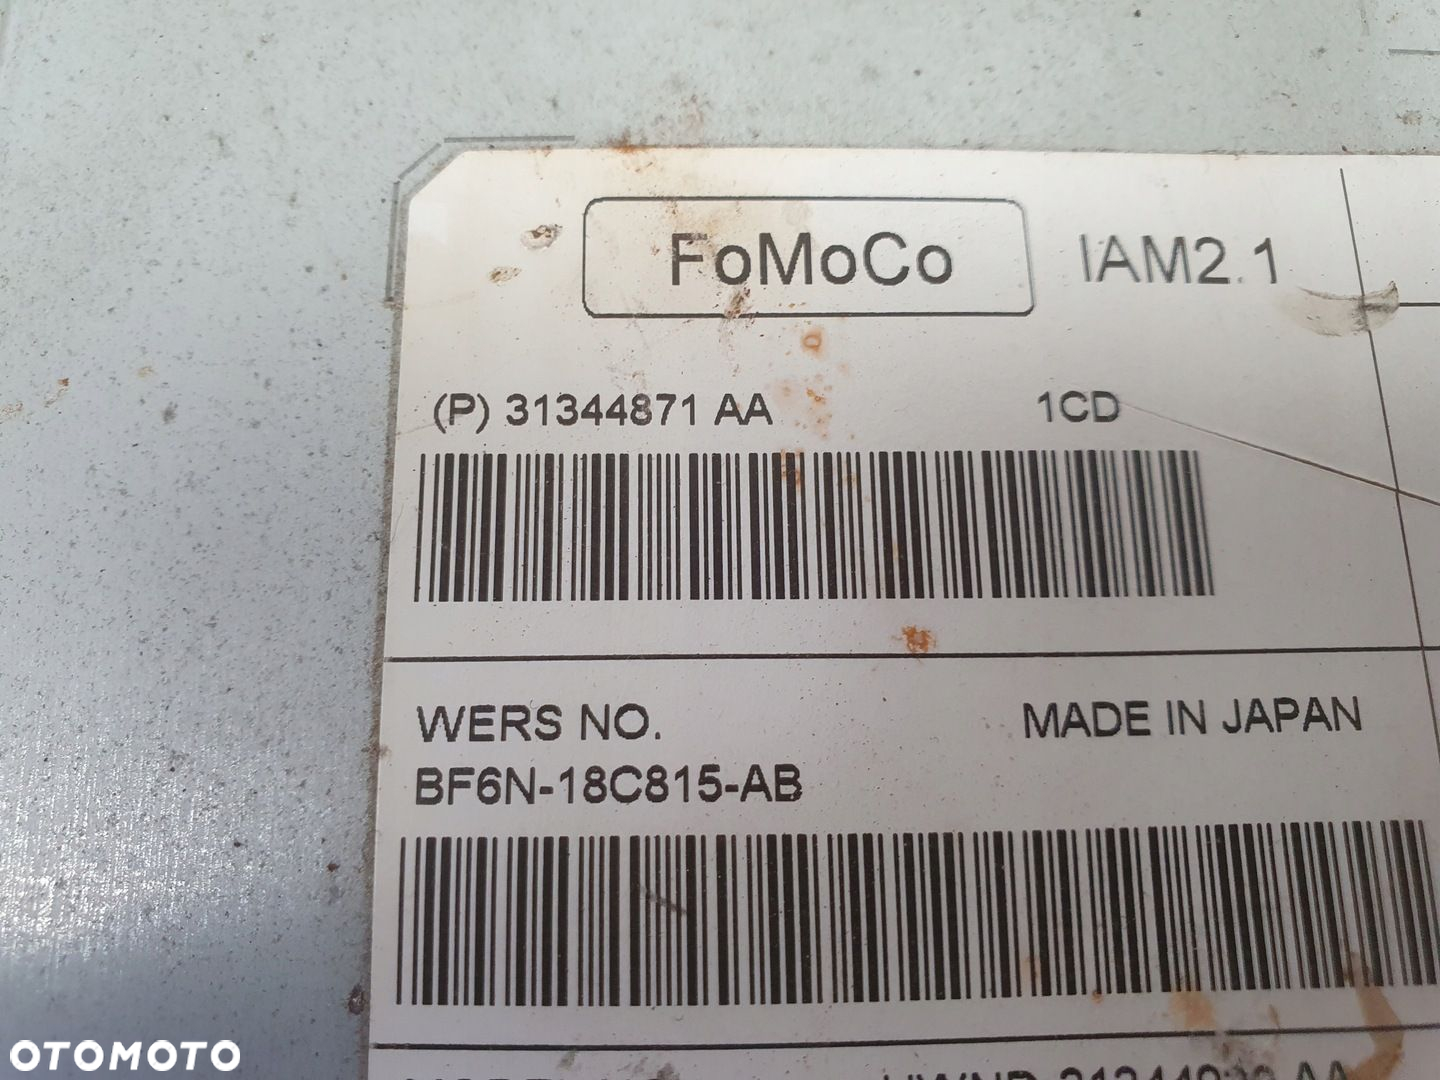 FoMoCo IAM2.1
(P) 31344871 AA 1CD
WERS NO. MADE IN JAPAN
BF6N-18C815-AB
OTOMOTO